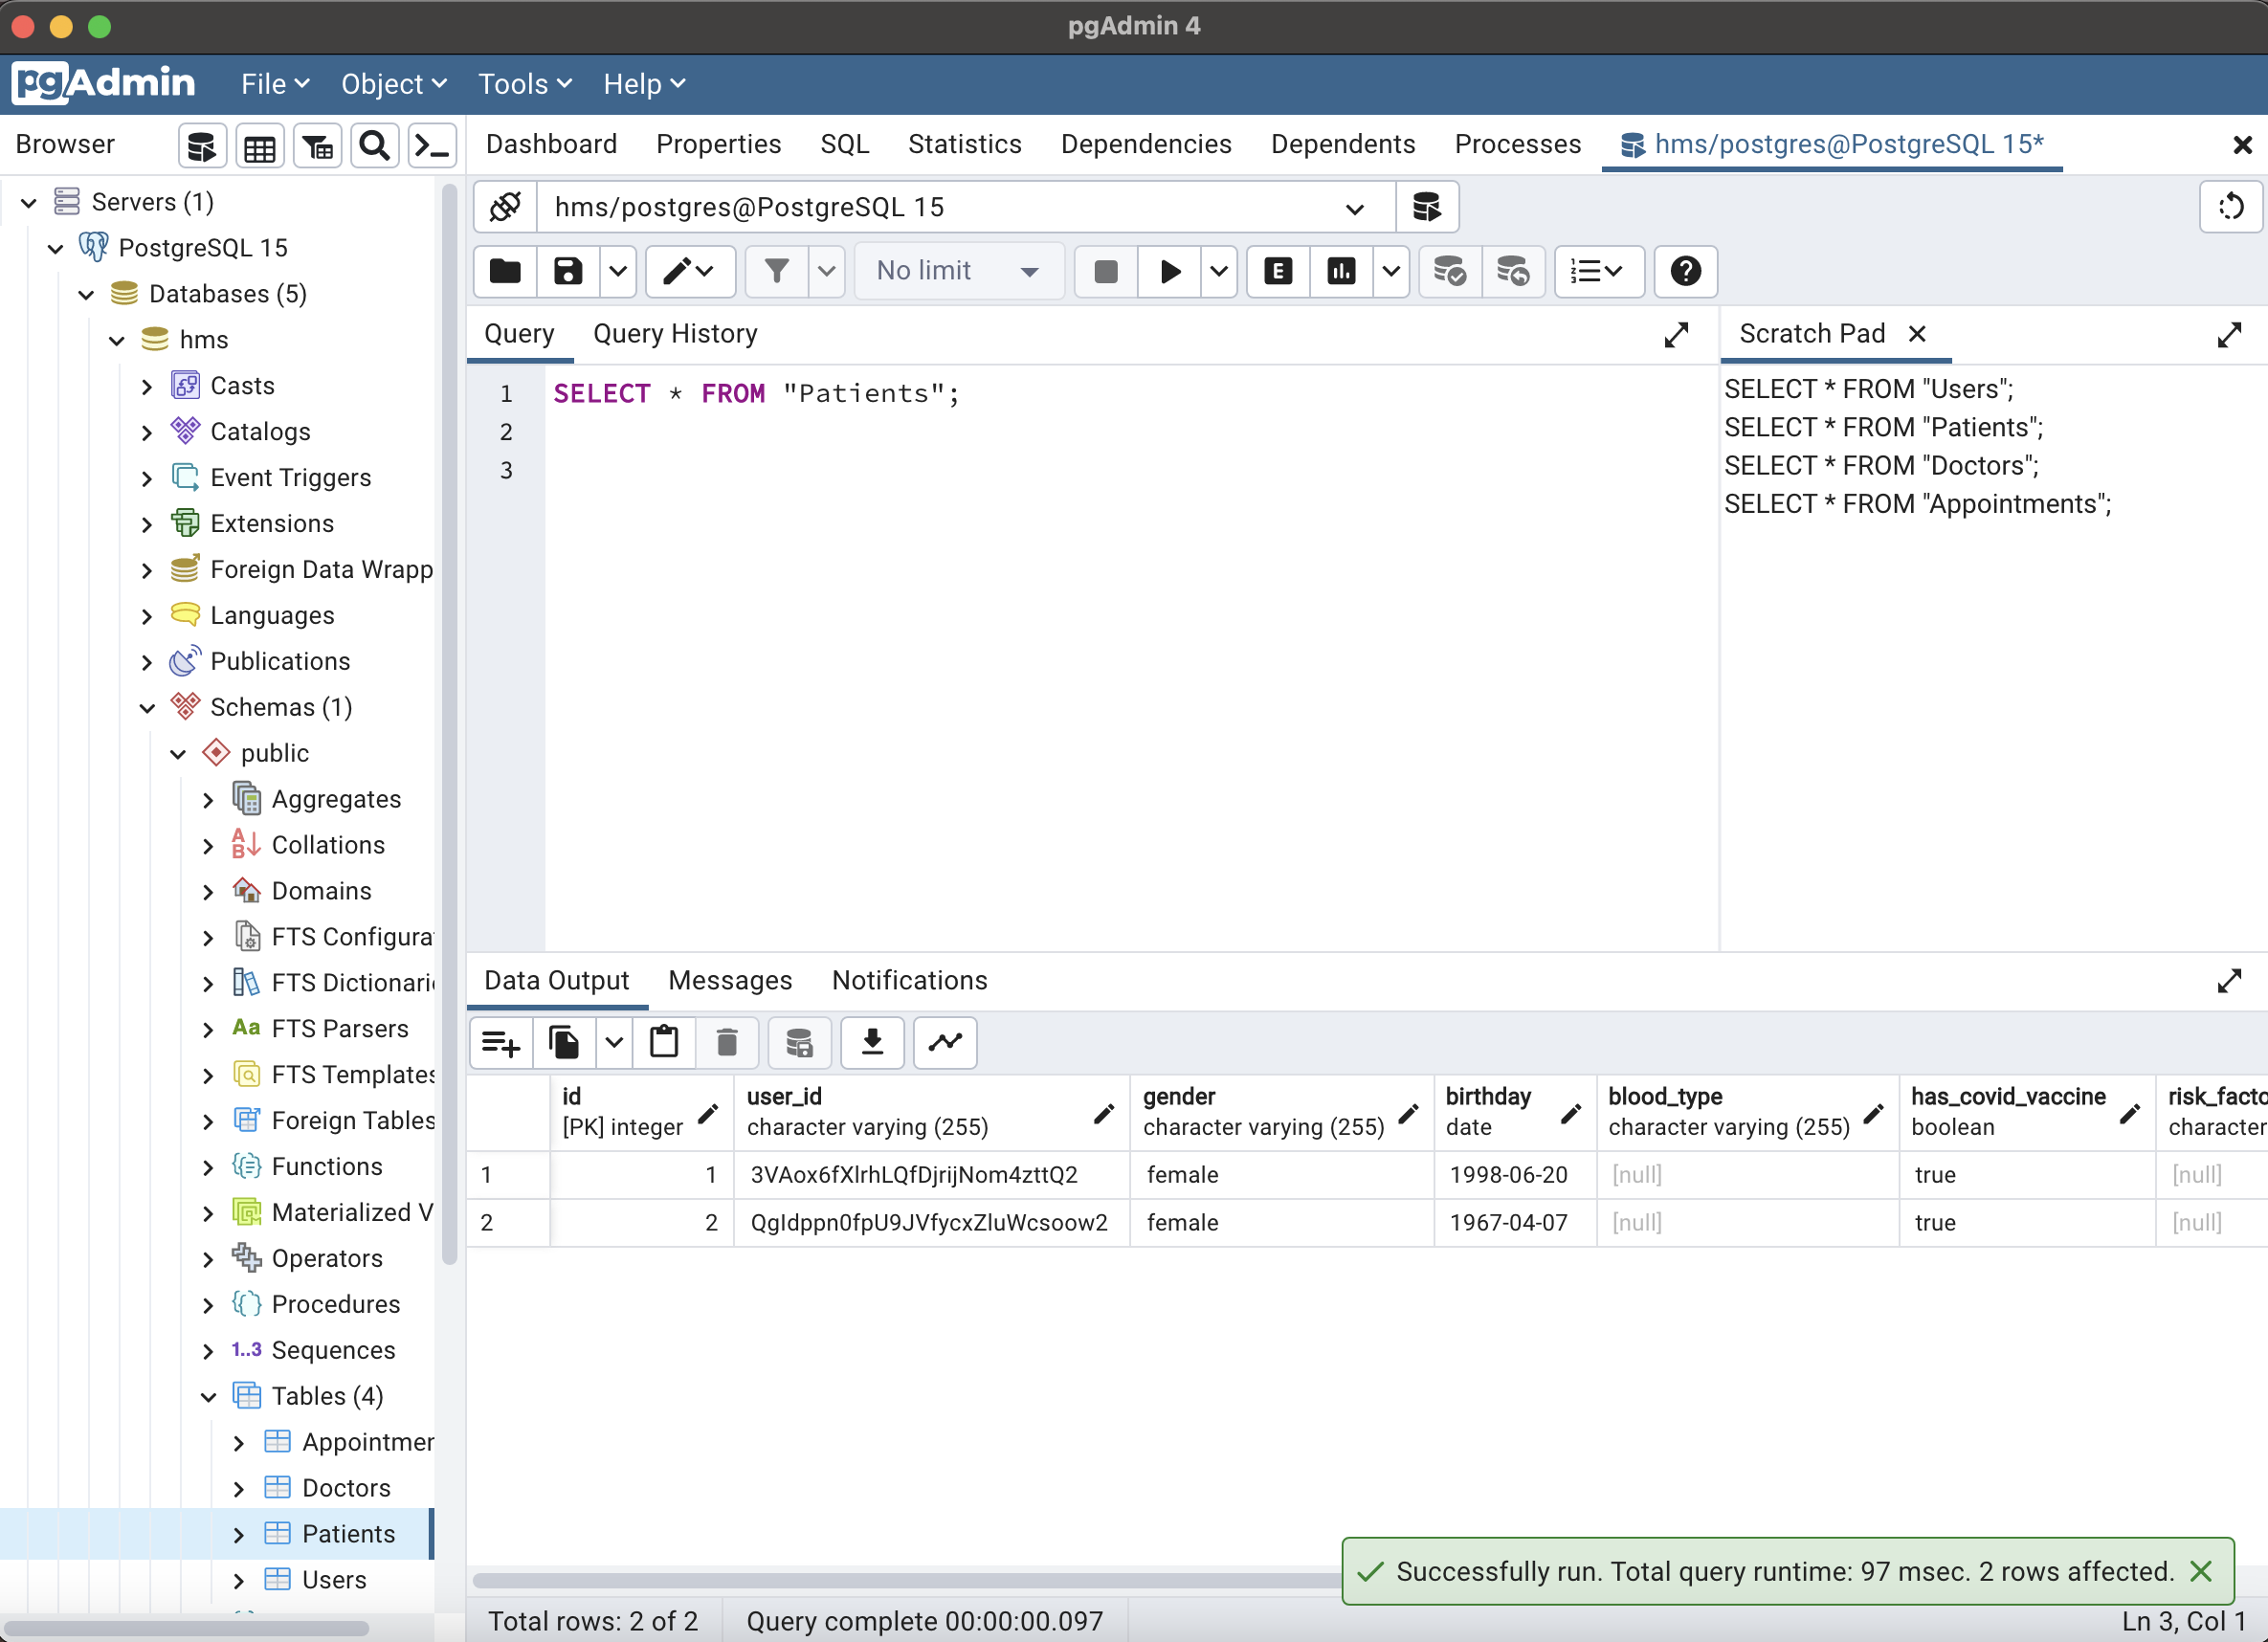 pgAdmin 4
pgAdmin File Object Tools Help
Browser
Dashboard Properties SQL Statistics Dependencies Dependents Processes hms/postgres@PostgreSQL 15*
Servers (1)
PostgreSQL 15
Databases (5)
hms
Casts
Catalogs
Event Triggers
Extensions
Foreign Data Wrapp
Languages
Publications
Schemas (1)
public
Aggregates
Collations
Domains
FTS Configura
FTS Dictionari
Aa FTS Parsers
FTS Templates
Foreign Tables
Functions
Materialized V
Operators
Procedures
1..3 Sequences
Tables (4)
Appointmen
Doctors
Patients
Users
hms/postgres@PostgreSQL 15
No limit
E
Query Query History
1 SELECT * FROM "Patients";
2
3
Scratch Pad
SELECT * FROM "Users";
SELECT * FROM "Patients";
SELECT * FROM "Doctors";
SELECT * FROM "Appointments";
Data Output Messages Notifications
id user_id gender birthday blood_type has_covid_vaccine risk_facto
[PK] integer character varying (255) character varying (255) date character varying (255) boolean character
1 1 3VAox6fXlrhLQfDjrijNom4zttQ2 female 1998-06-20 [null] true [null]
2 2 QgIdppn0fpU9JVfycxZluWcsoow2 female 1967-04-07 [null] true [null]
Successfully run. Total query runtime: 97 msec. 2 rows affected.
Total rows: 2 of 2 Query complete 00:00:00.097 Ln 3, Col 1